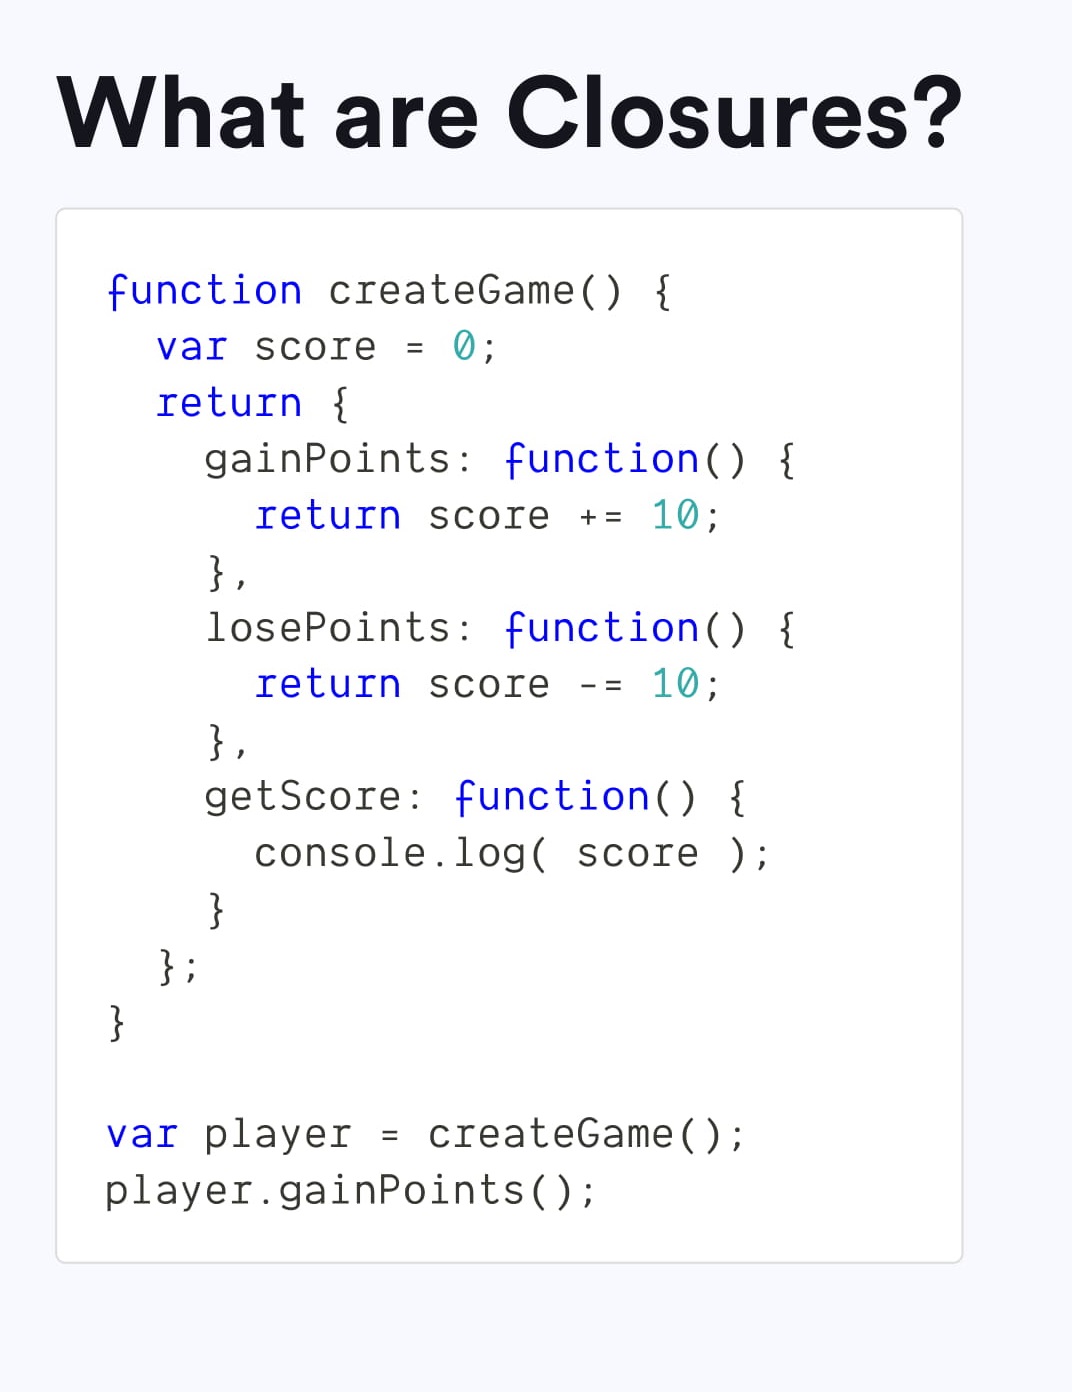 What are Closures?
function createGame() {
  var score = 0;
  return {
    gainPoints: function() {
      return score += 10;
    },
    losePoints: function() {
      return score -= 10;
    },
    getScore: function() {
      console.log( score );
    }
  };
}

var player = createGame();
player.gainPoints();